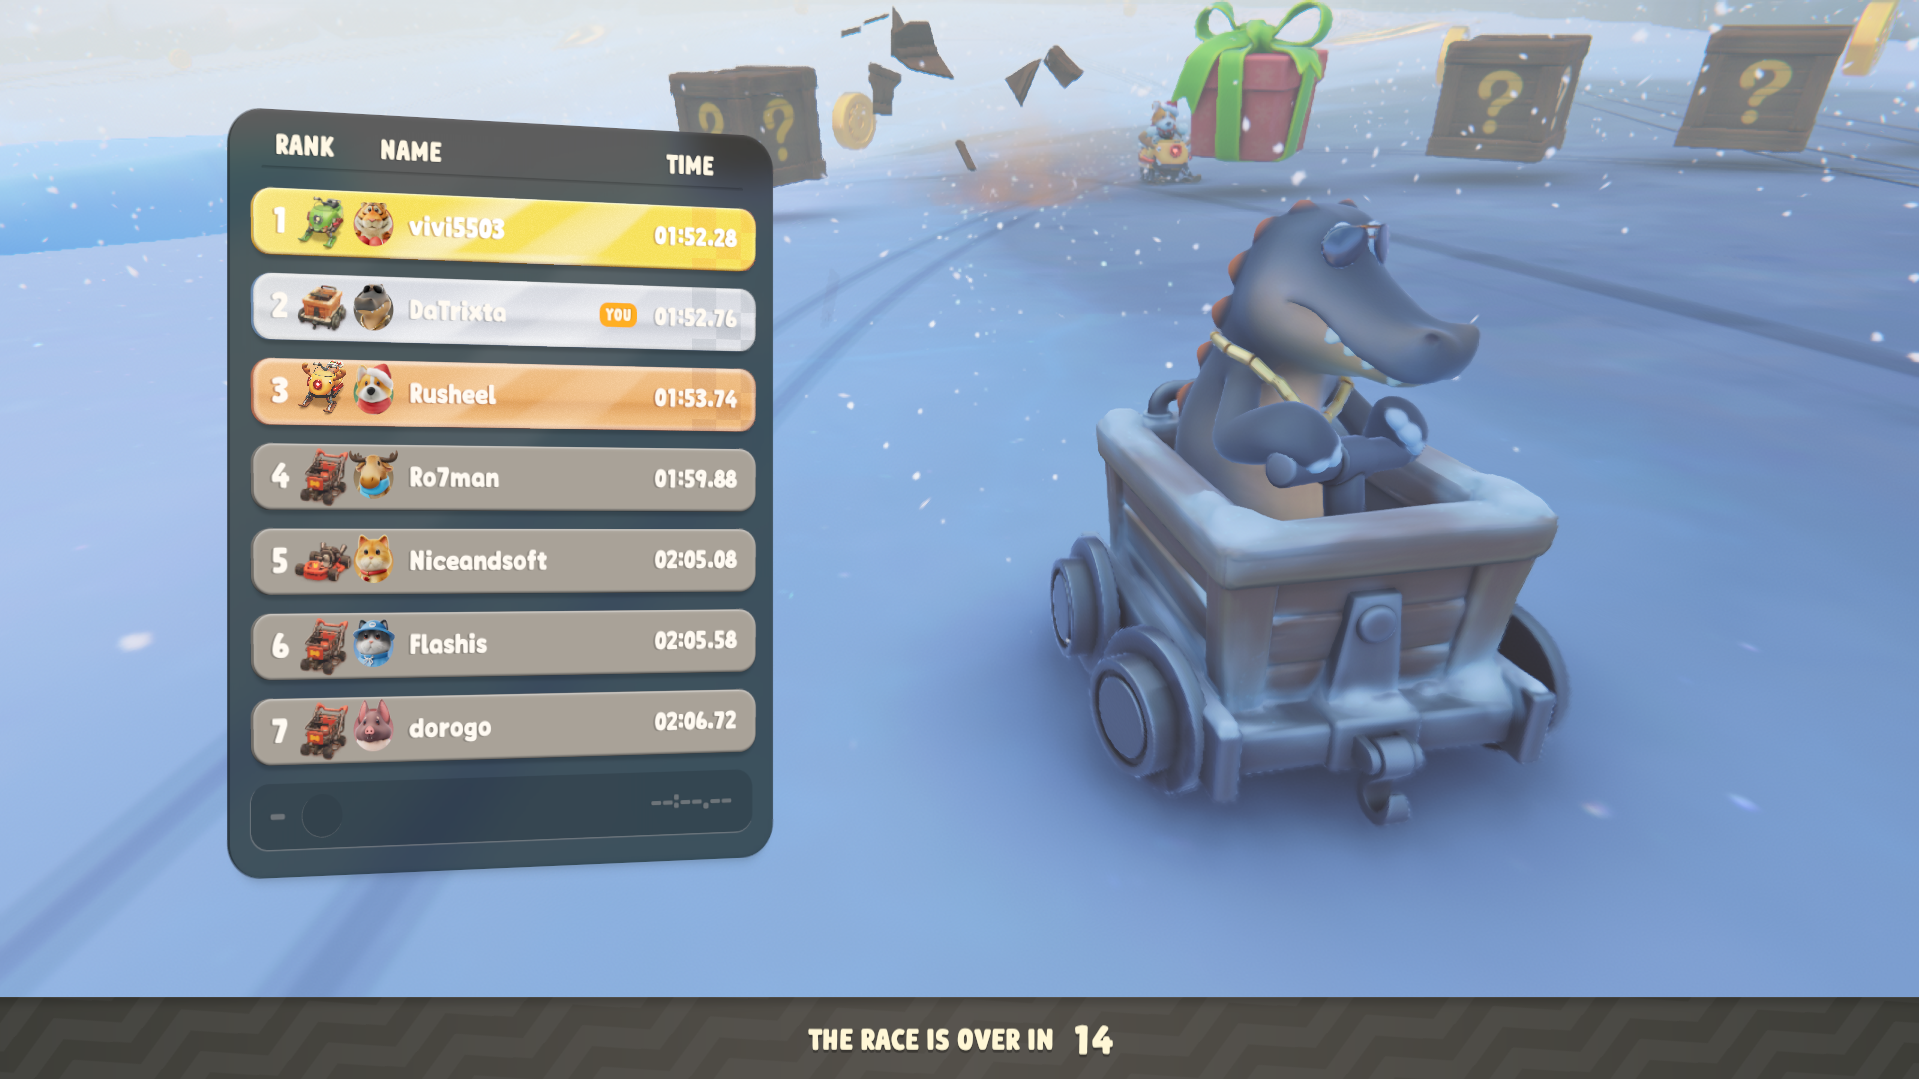 RANK NAME TIME
1 vivi5503 01:52.28
2 DaTrixta YOU 01:52.76
3 Rusheel 01:53.74
4 Ro7man 01:59.88
5 Niceandsoft 02:05.08
6 Flashis 02:05.58
7 dorogo 02:06.72
- --:--.--
? ? ? ?
THE RACE IS OVER IN 14